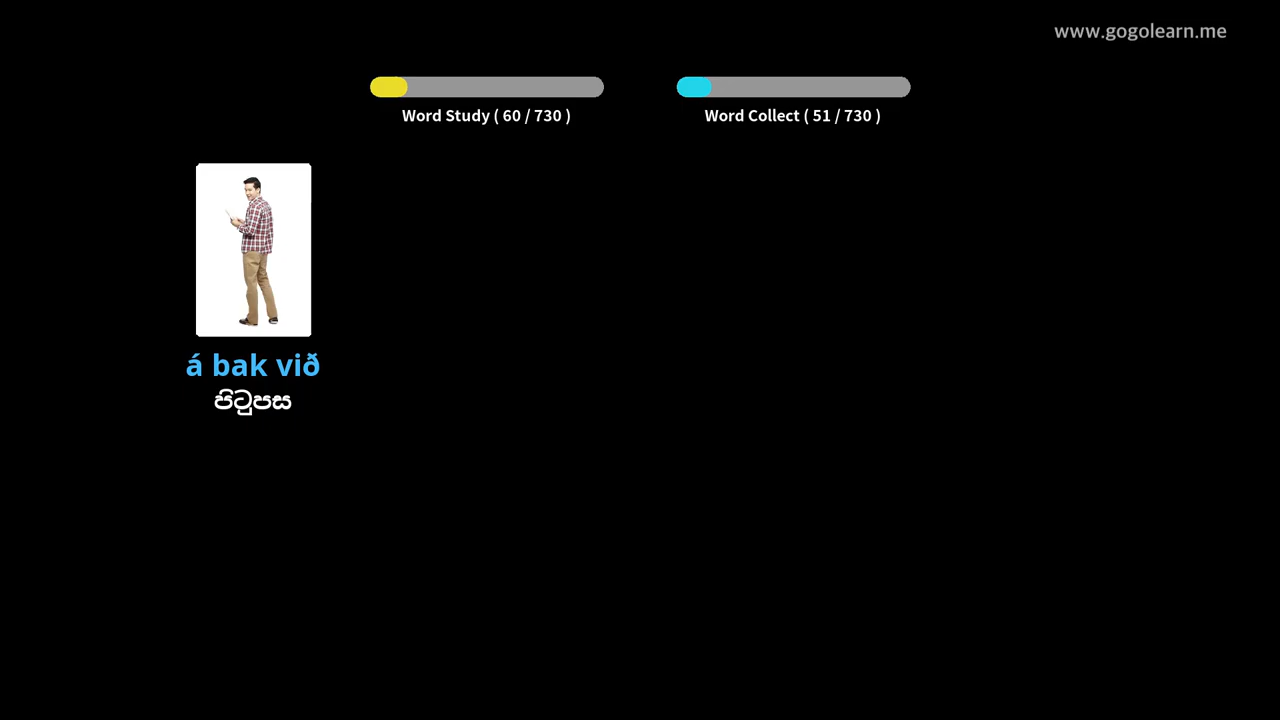 www.gogolearn.me
Word Study ( 60 / 730 )
Word Collect ( 51 / 730 )
á bak við
පිටුපස